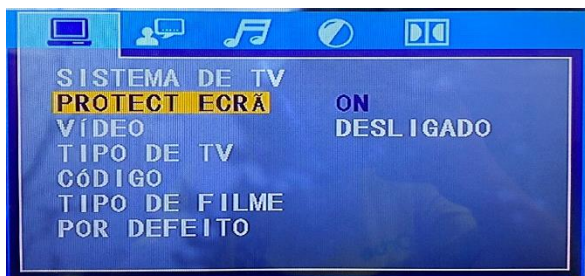 SISTEMA DE TV
PROTECT ECRÃ ON
VÍDEO DESLIGADO
TIPO DE TV
CóDIGO
TIPO DE FILME
POR DEFEITO